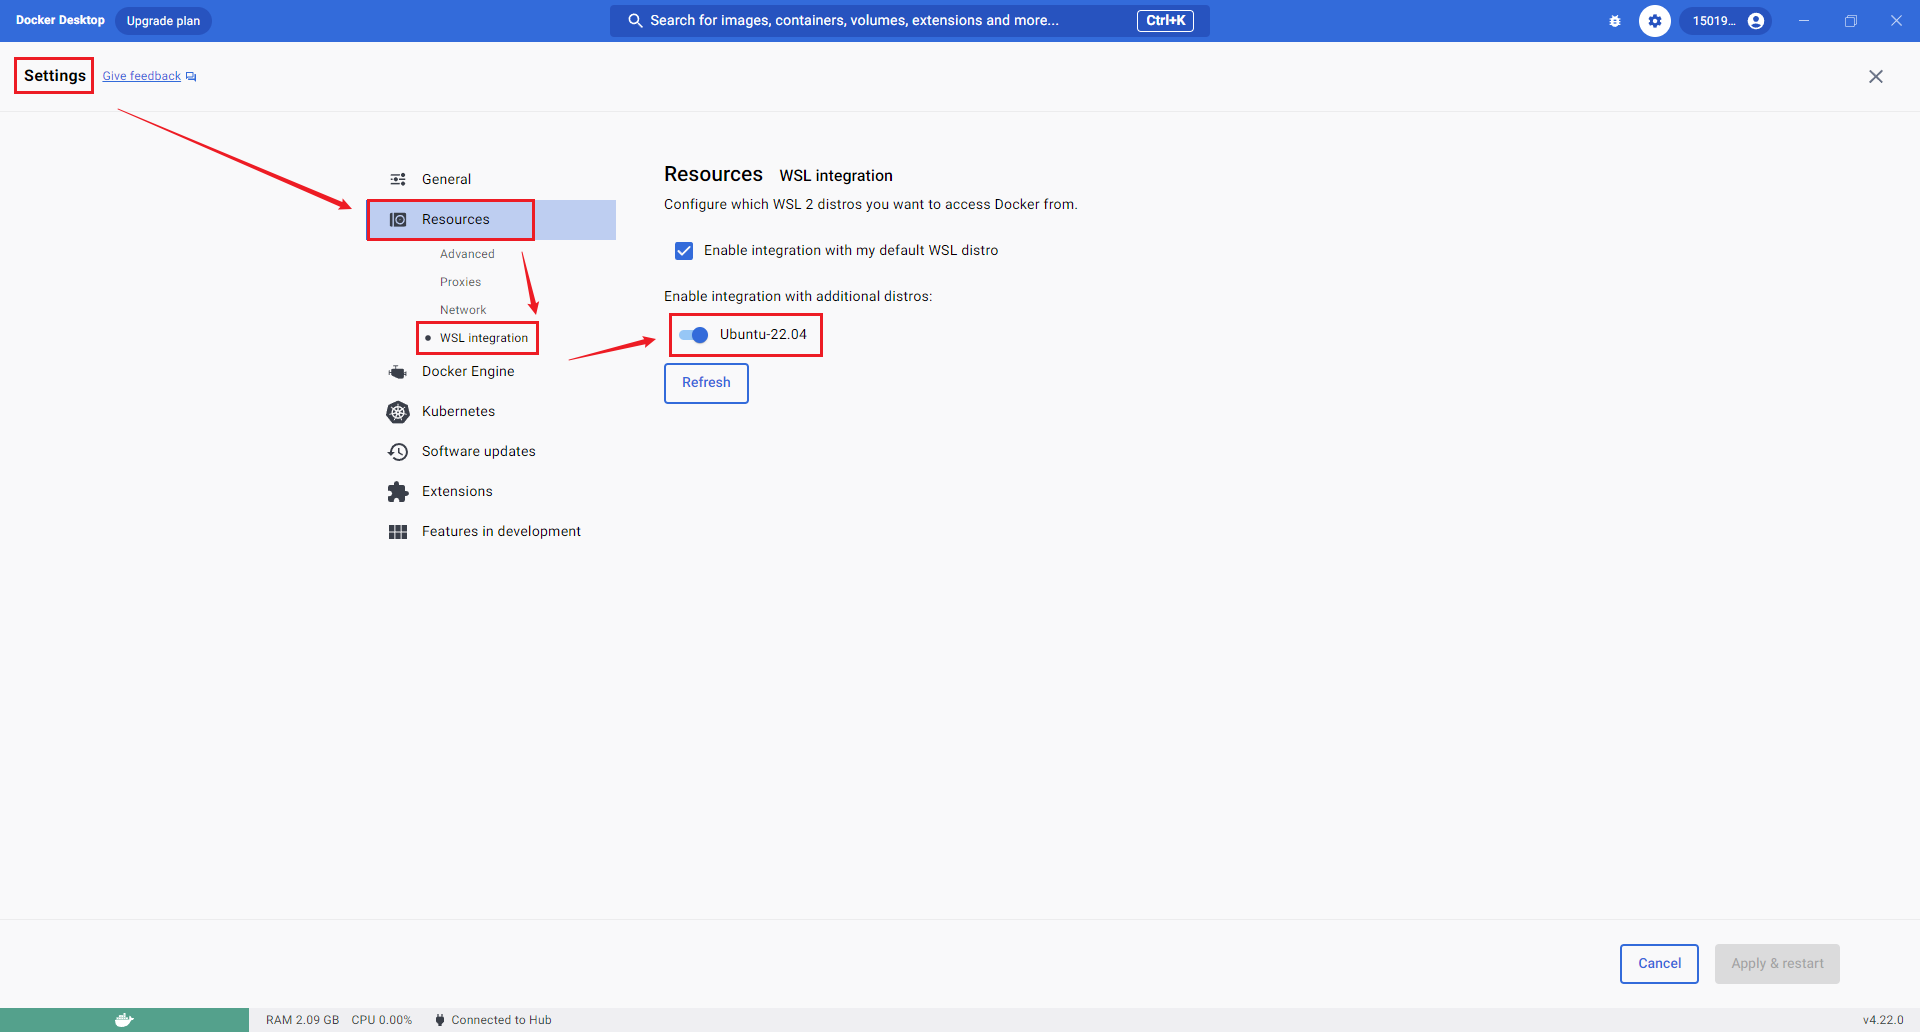 Docker Desktop Upgrade plan Search for images, containers, volumes, extensions and more... Ctrl+K 15019...
Settings Give feedback
General
Resources
Advanced
Proxies
Network
WSL integration
Docker Engine
Kubernetes
Software updates
Extensions
Features in development
Resources WSL integration
Configure which WSL 2 distros you want to access Docker from.
Enable integration with my default WSL distro
Enable integration with additional distros:
Ubuntu-22.04
Refresh
Cancel Apply & restart
RAM 2.09 GB CPU 0.00% Connected to Hub v4.22.0